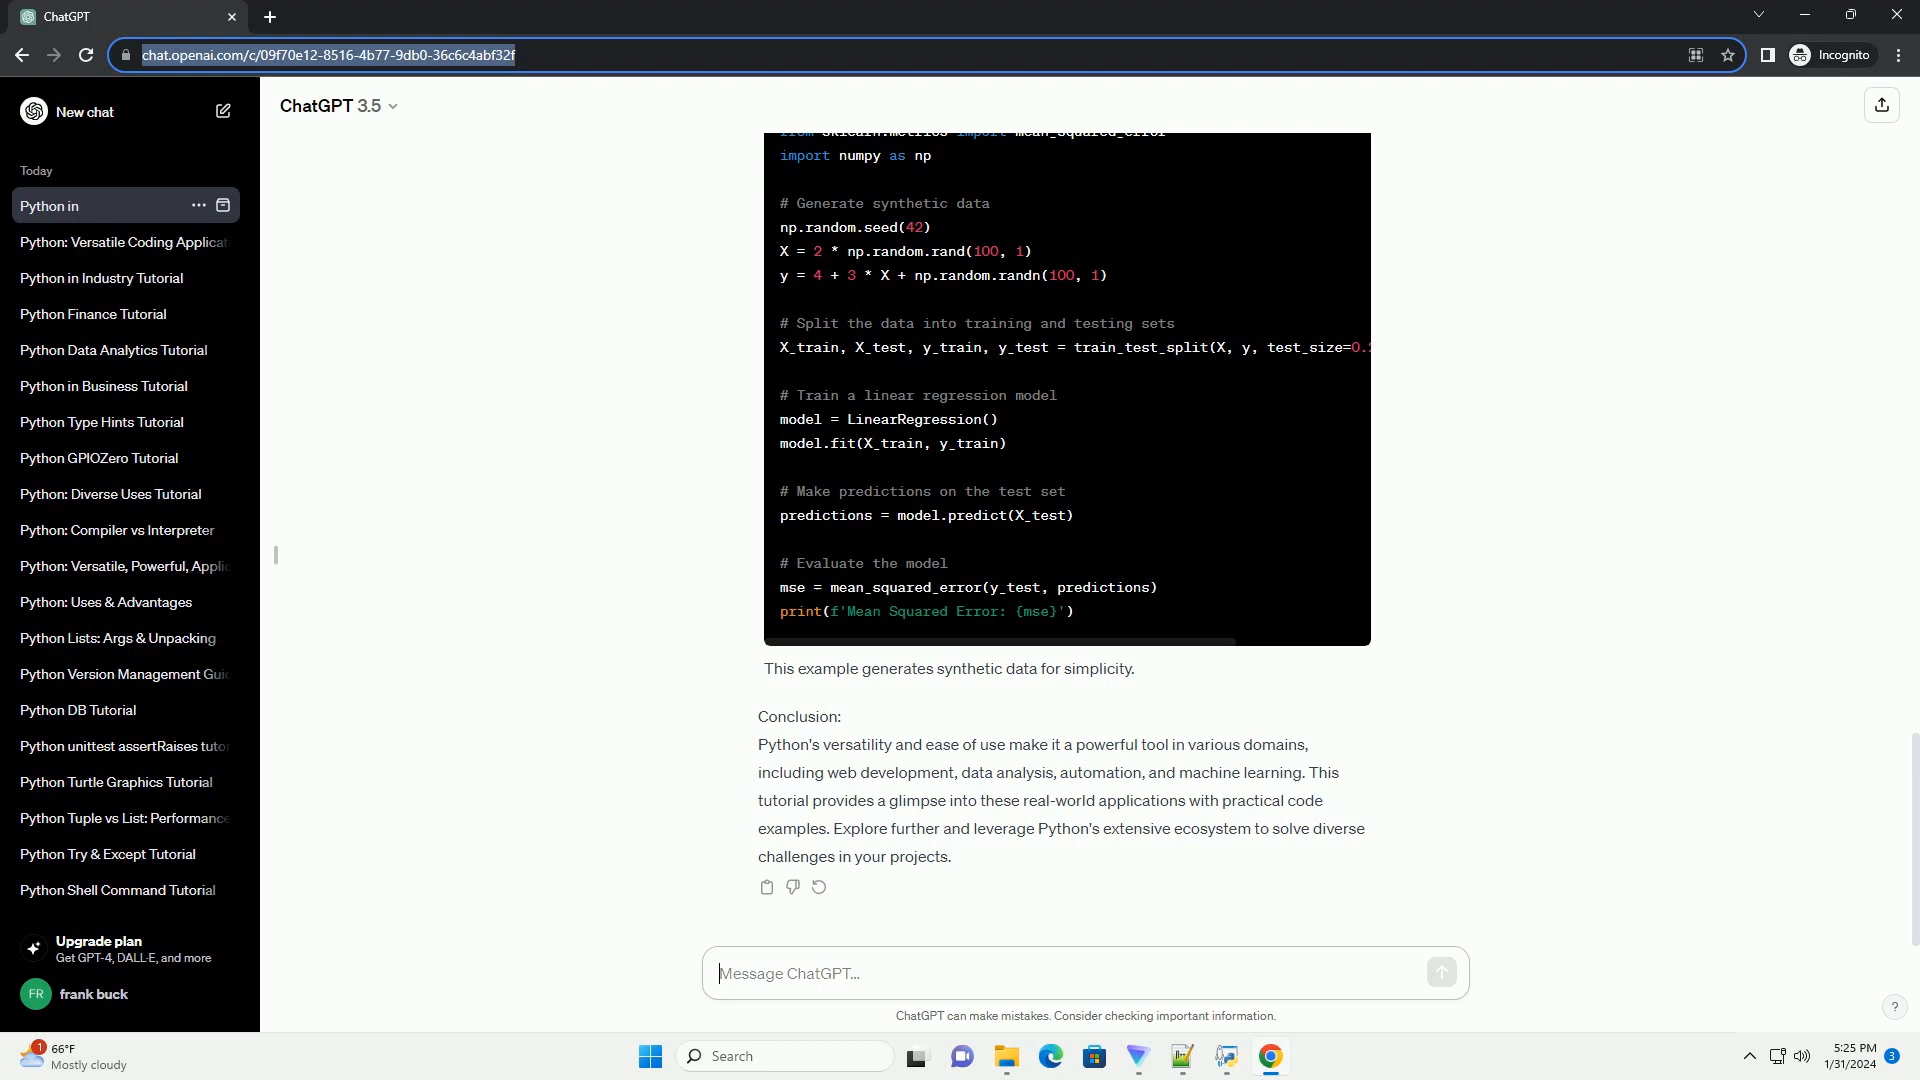 ChatGPT
chat.openai.com/c/09f70e12-8516-4b77-9db0-36c6c4abf32f
Incognito
New chat
ChatGPT 3.5
Today
Python in
Python: Versatile Coding Applicat
Python in Industry Tutorial
Python Finance Tutorial
Python Data Analytics Tutorial
Python in Business Tutorial
Python Type Hints Tutorial
Python GPIOZero Tutorial
Python: Diverse Uses Tutorial
Python: Compiler vs Interpreter
Python: Versatile, Powerful, Applic
Python: Uses & Advantages
Python Lists: Args & Unpacking
Python Version Management Guid
Python DB Tutorial
Python unittest assertRaises tutor
Python Turtle Graphics Tutorial
Python Tuple vs List: Performance
Python Try & Except Tutorial
Python Shell Command Tutorial
Upgrade plan
Get GPT-4, DALL·E, and more
FR frank buck
from sklearn.metrics import mean_squared_error
import numpy as np
# Generate synthetic data
np.random.seed(42)
X = 2 * np.random.rand(100, 1)
y = 4 + 3 * X + np.random.randn(100, 1)
# Split the data into training and testing sets
X_train, X_test, y_train, y_test = train_test_split(X, y, test_size=0.2
# Train a linear regression model
model = LinearRegression()
model.fit(X_train, y_train)
# Make predictions on the test set
predictions = model.predict(X_test)
# Evaluate the model
mse = mean_squared_error(y_test, predictions)
print(f'Mean Squared Error: {mse}')
This example generates synthetic data for simplicity.
Conclusion:
Python's versatility and ease of use make it a powerful tool in various domains,
including web development, data analysis, automation, and machine learning. This
tutorial provides a glimpse into these real-world applications with practical code
examples. Explore further and leverage Python's extensive ecosystem to solve diverse
challenges in your projects.
Message ChatGPT...
ChatGPT can make mistakes. Consider checking important information.
?
1
66°F
Mostly cloudy
Search
5:25 PM
1/31/2024
3